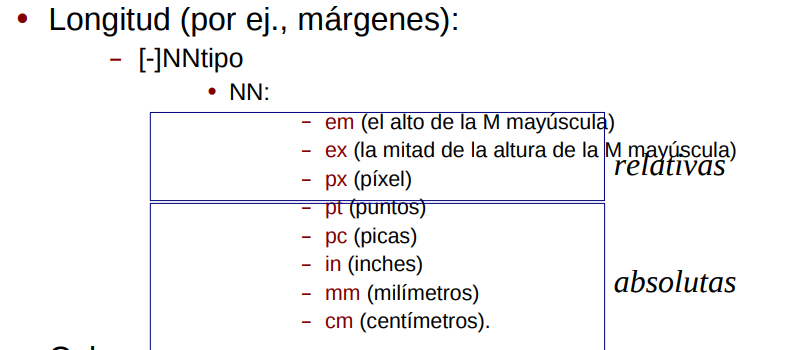 • Longitud (por ej., márgenes):
– [-]NNtipo
• NN:
– em (el alto de la M mayúscula)
– ex (la mitad de la altura de la M mayúscula)
relativas
– px (píxel)
– pt (puntos)
– pc (picas)
– in (inches)
absolutas
– mm (milímetros)
– cm (centímetros).